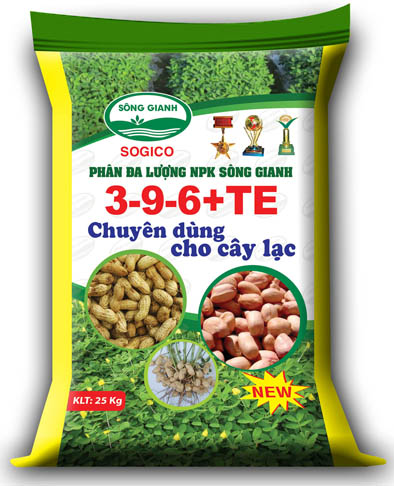 SÔNG GIANH
SOGICO
PHÂN ĐA LƯỢNG NPK SÔNG GIANH
3-9-6+TE
Chuyên dùng
cho cây lạc
NEW
KLT: 25 Kg